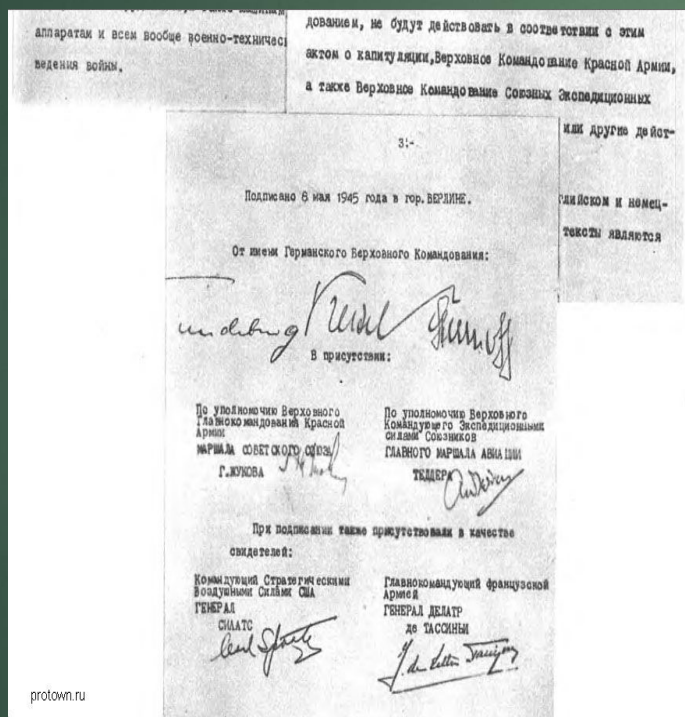 аппаратам и всем вообще военно-техничес
ведения войны.
дованием, не будут действовать в соответствии с этим
актом о капитуляции, Верховное Командование Красной Армии,
а также Верховное Командование Союзных Экспедиционных
или другие дейст-
глийском и немец-
тексты являются
3.-
Подписано 8 мая 1945 года в гор. БЕРЛИНЕ.
От имени Германского Верховного Командования:
В присутствии:
По уполномочию Верховного
Главнокомандования Красной
Армии
МАРШАЛА СОВЕТСКОГО СОЮЗА
Г.ЖУКОВА
По уполномочию Верховного
Командующего Экспедиционными
силами Союзников
ГЛАВНОГО МАРШАЛА АВИАЦИИ
ТЕДДЕРА
При подписании также присутствовали в качестве
свидетелей:
Командующий Стратегическими
Воздушными Силами США
ГЕНЕРАЛ
СПААТС
Главнокомандующий французской
Армией
ГЕНЕРАЛ ДЕЛАТР
де ТАССИНЬИ
protown.ru